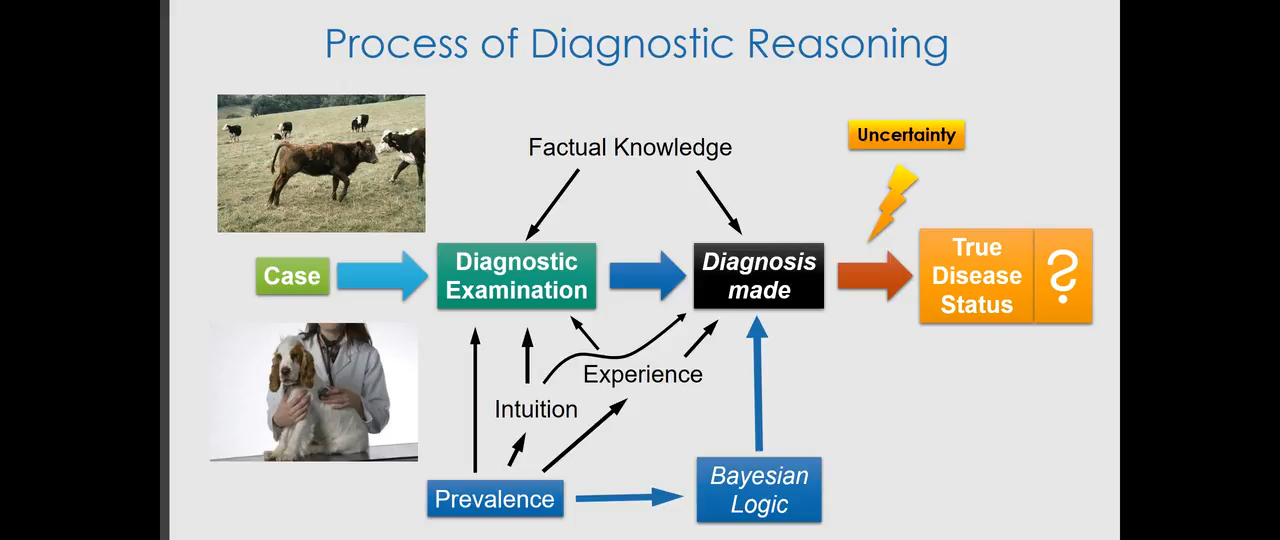 Process of Diagnostic Reasoning
Uncertainty
Factual Knowledge
Case
Diagnostic
Examination
Diagnosis
made
True
Disease
Status
?
Experience
Intuition
Prevalence
Bayesian
Logic